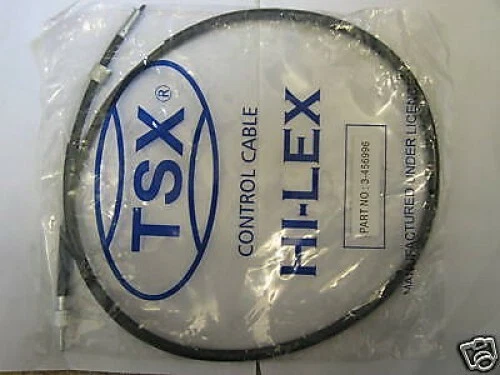 TSX®
CONTROL CABLE
HI-LEX
PART NO : 3-456996
MANUFACTURED UNDER LICENCE